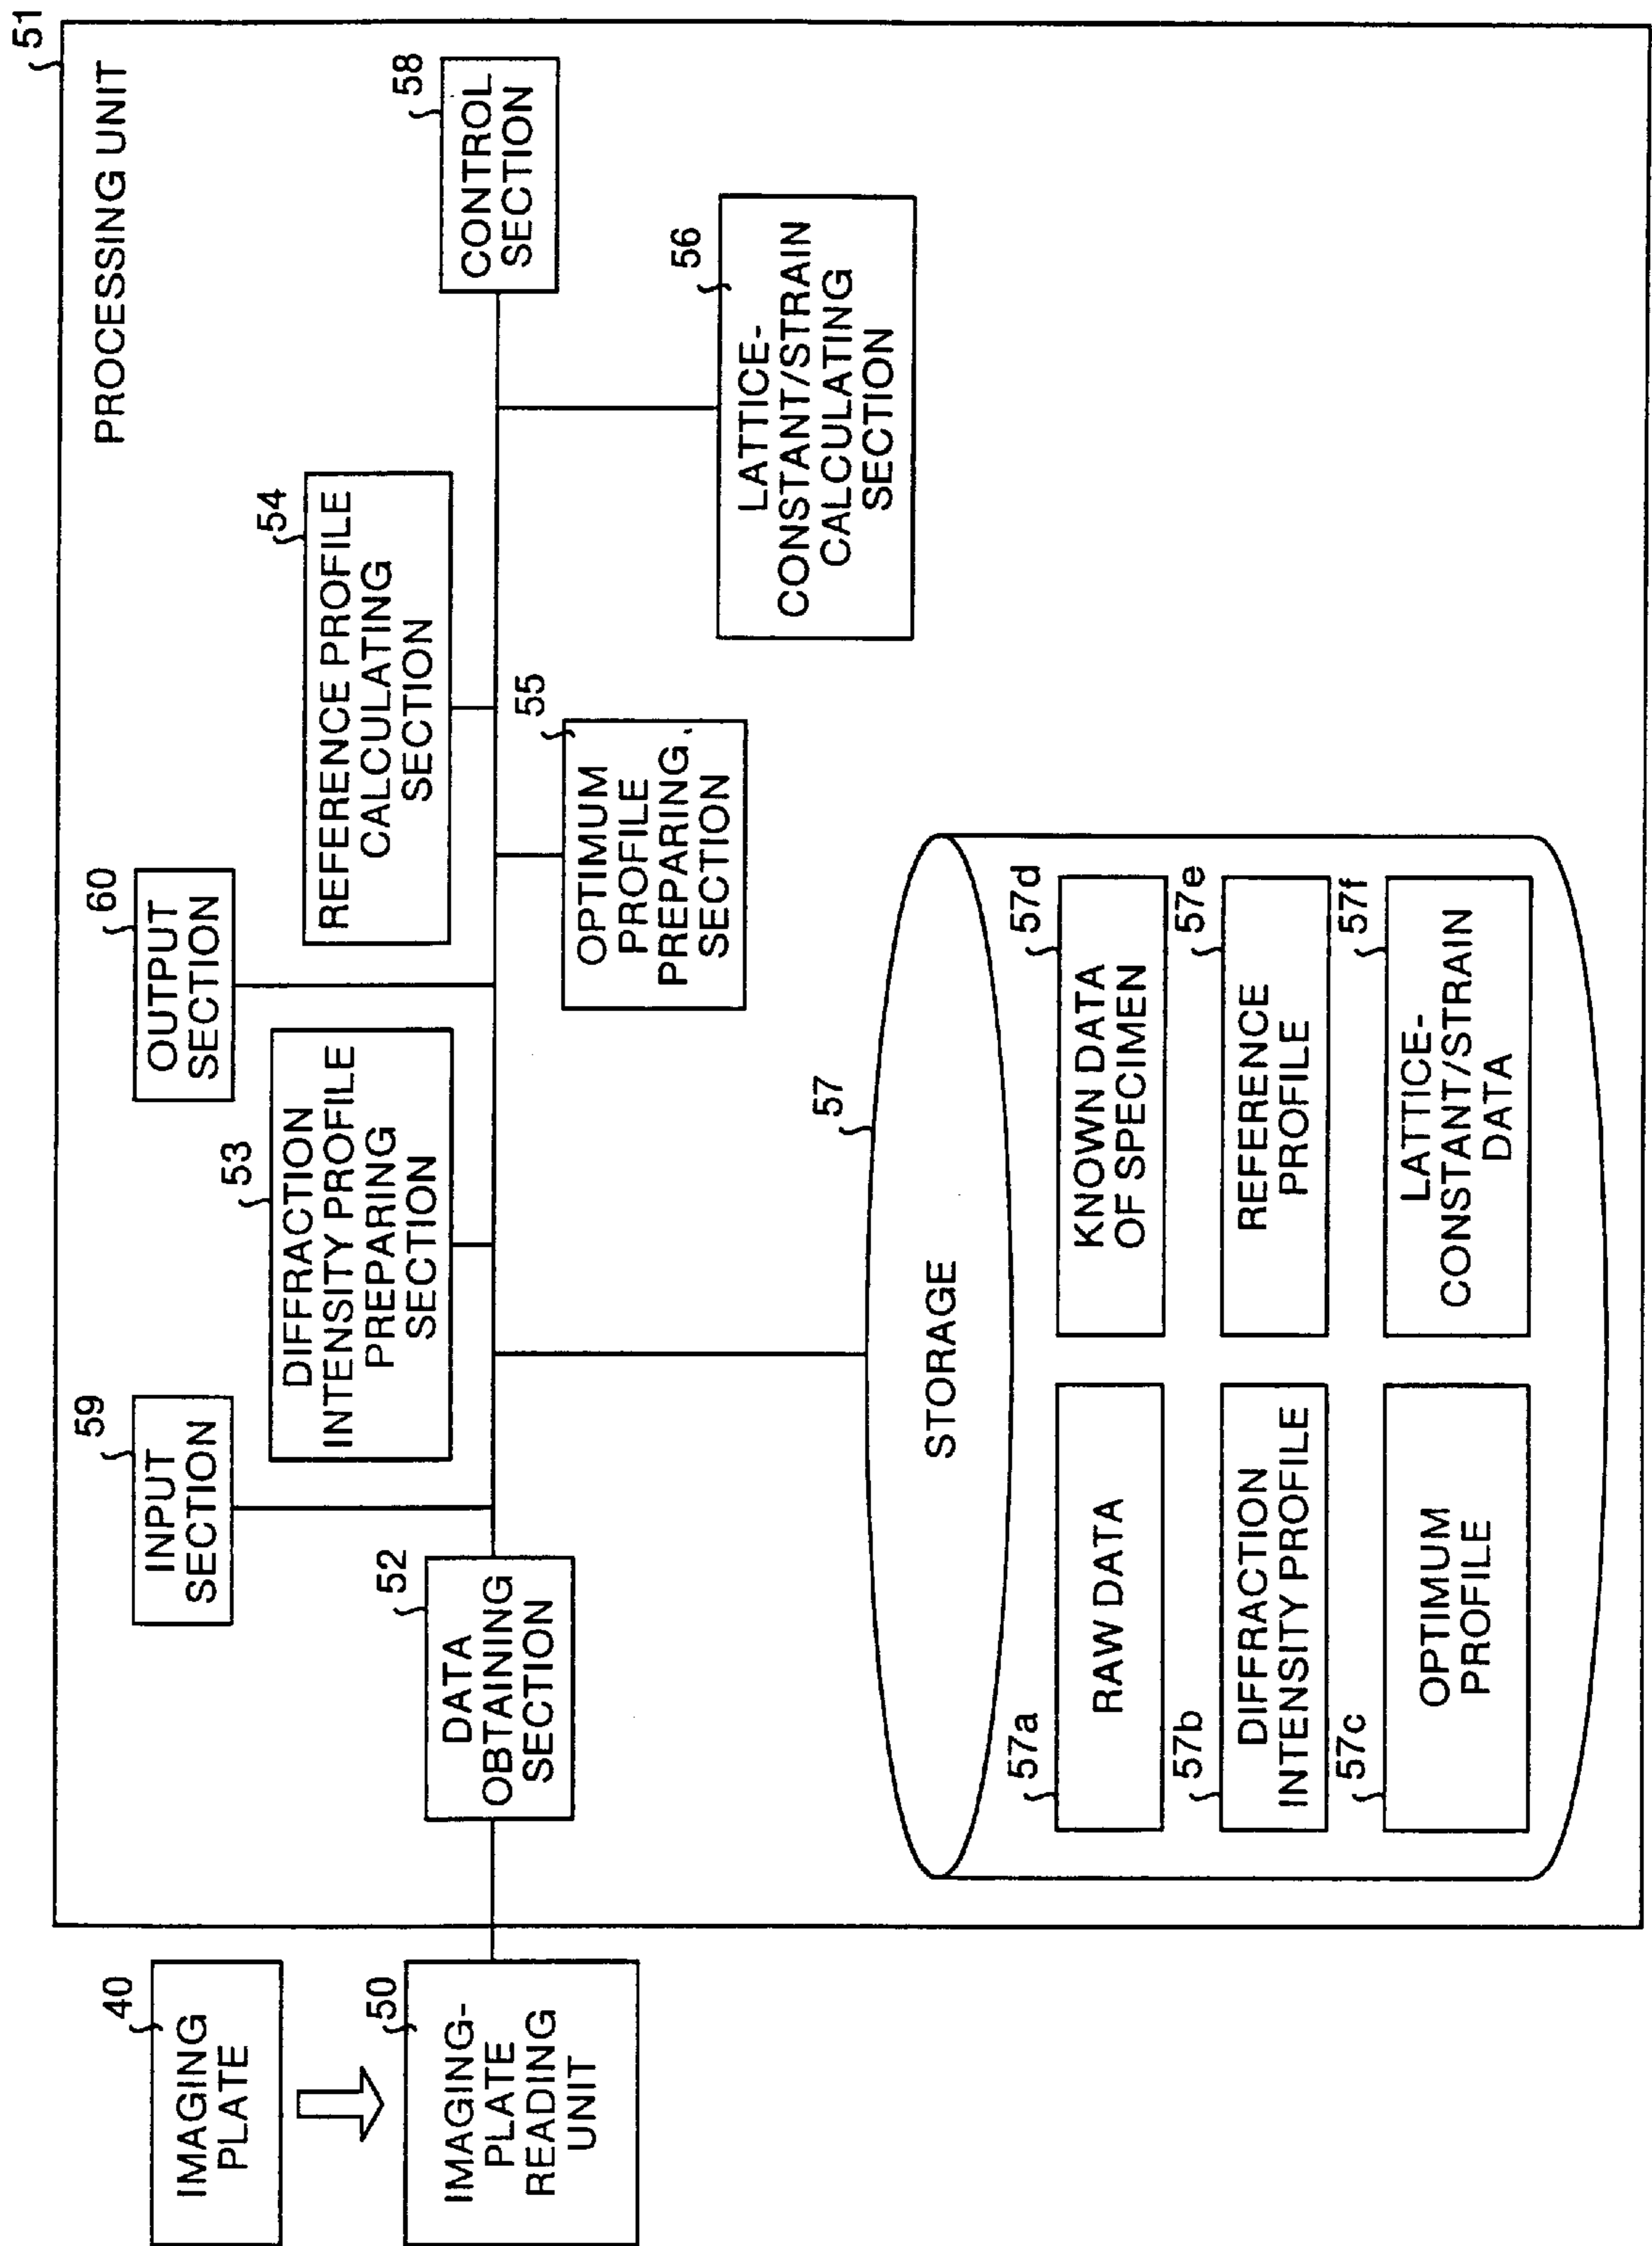 51
PROCESSING UNIT
40
IMAGING
PLATE
50
IMAGING-
PLATE
READING
UNIT
52
DATA
OBTAINING
SECTION
59
INPUT
SECTION
53
DIFFRACTION
INTENSITY PROFILE
PREPARING
SECTION
60
OUTPUT
SECTION
54
REFERENCE PROFILE
CALCULATING
SECTION
55
OPTIMUM
PROFILE
PREPARING
SECTION
58
CONTROL
SECTION
56
LATTICE-
CONSTANT/STRAIN
CALCULATING
SECTION
57
STORAGE
57a
RAW DATA
57b
DIFFRACTION
INTENSITY PROFILE
57c
OPTIMUM
PROFILE
57d
KNOWN DATA
OF SPECIMEN
57e
REFERENCE
PROFILE
57f
LATTICE-
CONSTANT/STRAIN
DATA